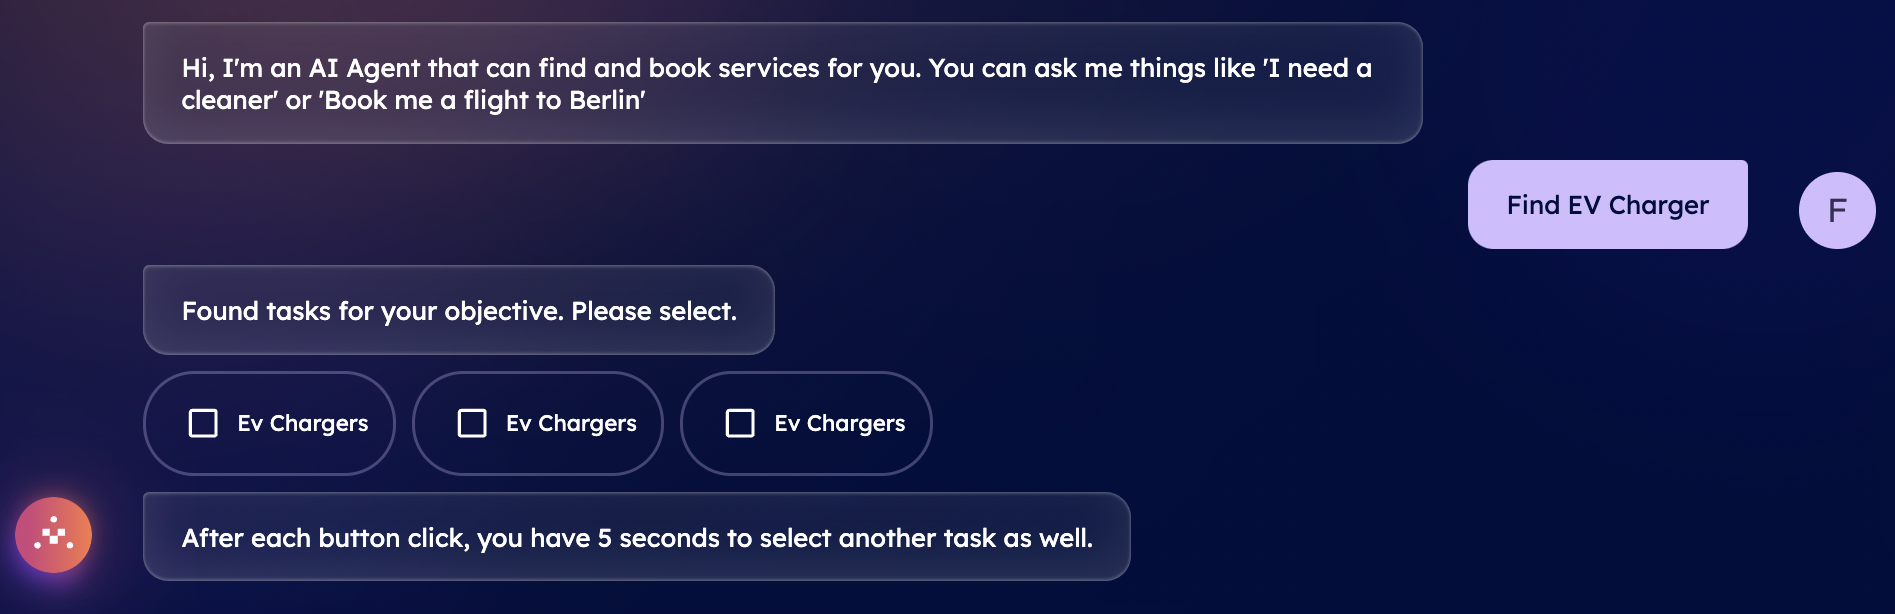 Hi, I'm an AI Agent that can find and book services for you. You can ask me things like 'I need a
cleaner' or 'Book me a flight to Berlin'
Find EV Charger
F
Found tasks for your objective. Please select.
Ev Chargers
Ev Chargers
Ev Chargers
After each button click, you have 5 seconds to select another task as well.